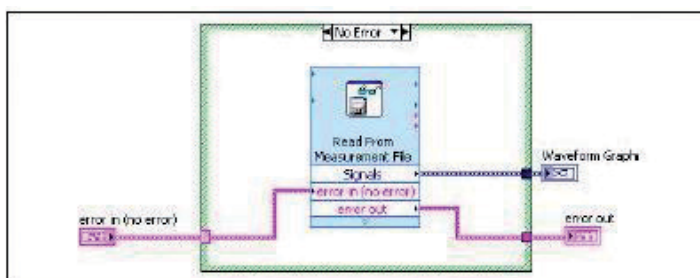 No Error
Read From
Measurement File
Signals
error in (no error)
error out
Waveform Graph
error in (no error)
error out